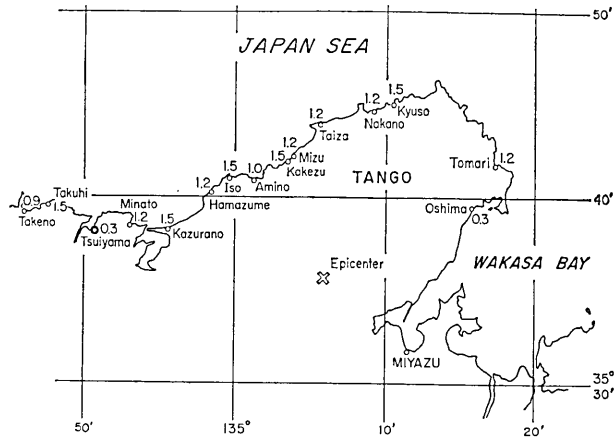 50'
JAPAN SEA
1.2
1.2
1.5
Kyuso
Nakano
Taiza
1.2
1.5
Mizu
Kakezu
1.5
1.0
Iso
Amino
1.2
Hamazume
TANGO
Tomari
1.2
40'
0.9
Takuhi
1.5
Takeno
0.3
Tsuiyama
Minato
1.2
1.5
Kazurano
Oshima
0.3
Epicenter
WAKASA BAY
MIYAZU
35°
30'
50'
135°
10'
20'